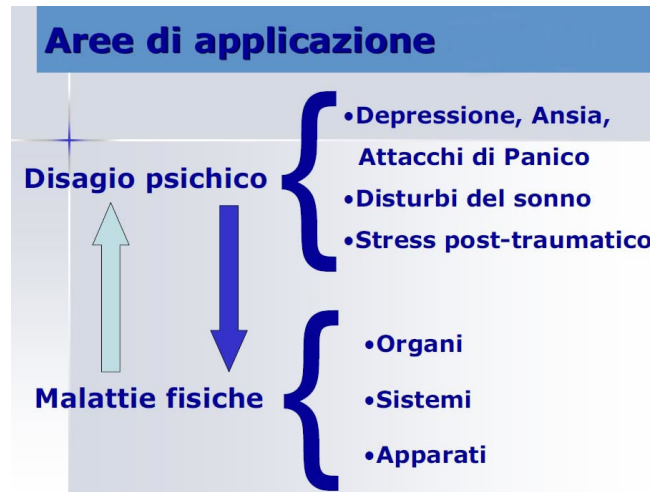 Aree di applicazione
Disagio psichico
•Depressione, Ansia,
Attacchi di Panico
•Disturbi del sonno
•Stress post-traumatico
Malattie fisiche
•Organi
•Sistemi
•Apparati